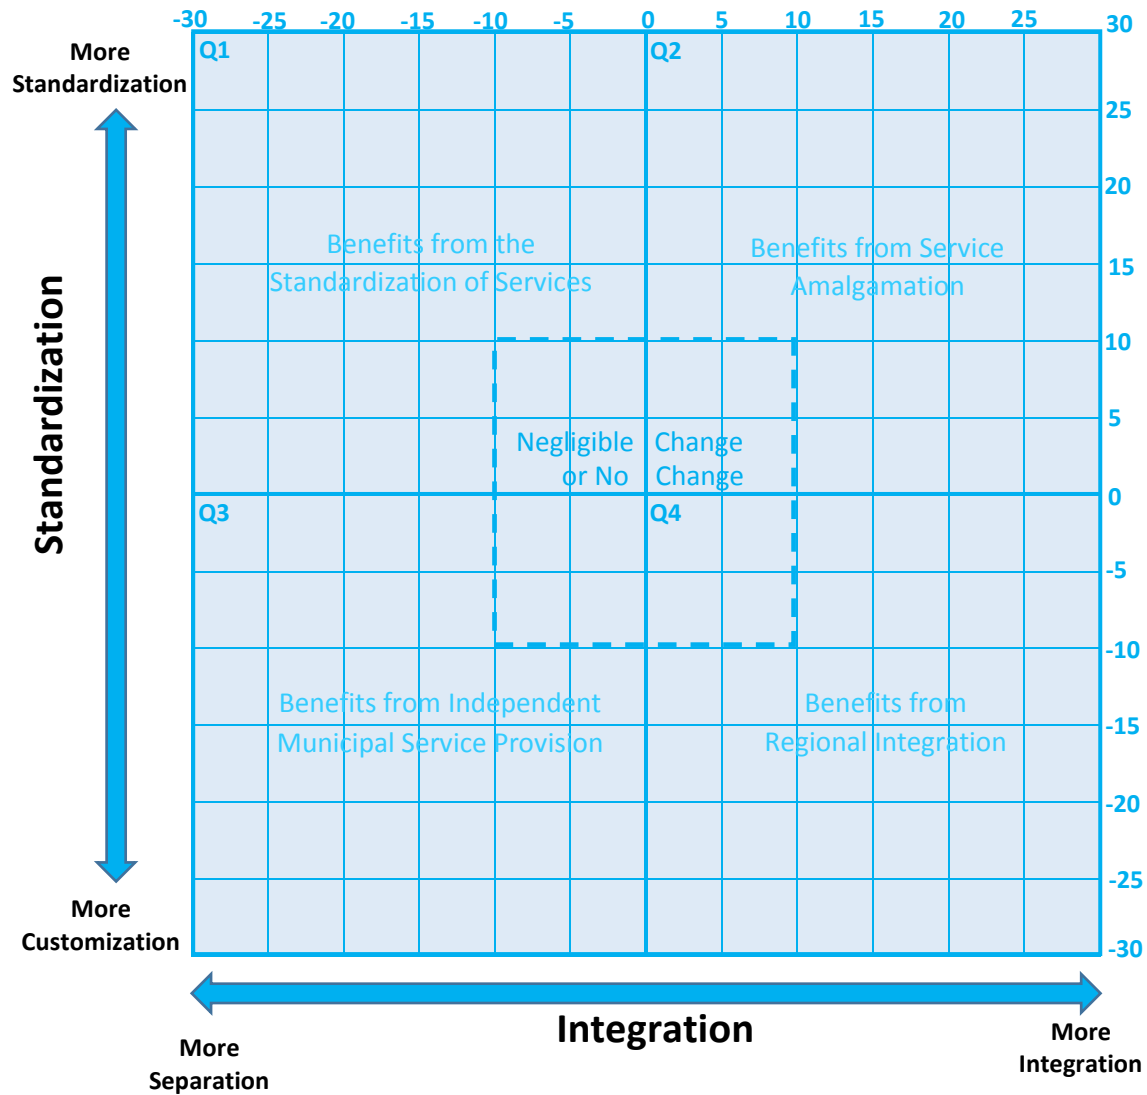 -30 -25 -20 -15 -10 -5 0 5 10 15 20 25 30
More
Standardization
Q1 Q2
25
20
Benefits from the
Standardization of Services
Benefits from Service
Amalgamation
15
10
5
Negligible Change
or No Change
0
Standardization
Q3 Q4
-5
-10
Benefits from Independent
Municipal Service Provision
Benefits from
Regional Integration
-15
-20
-25
More
Customization
-30
Integration
More
Separation
More
Integration